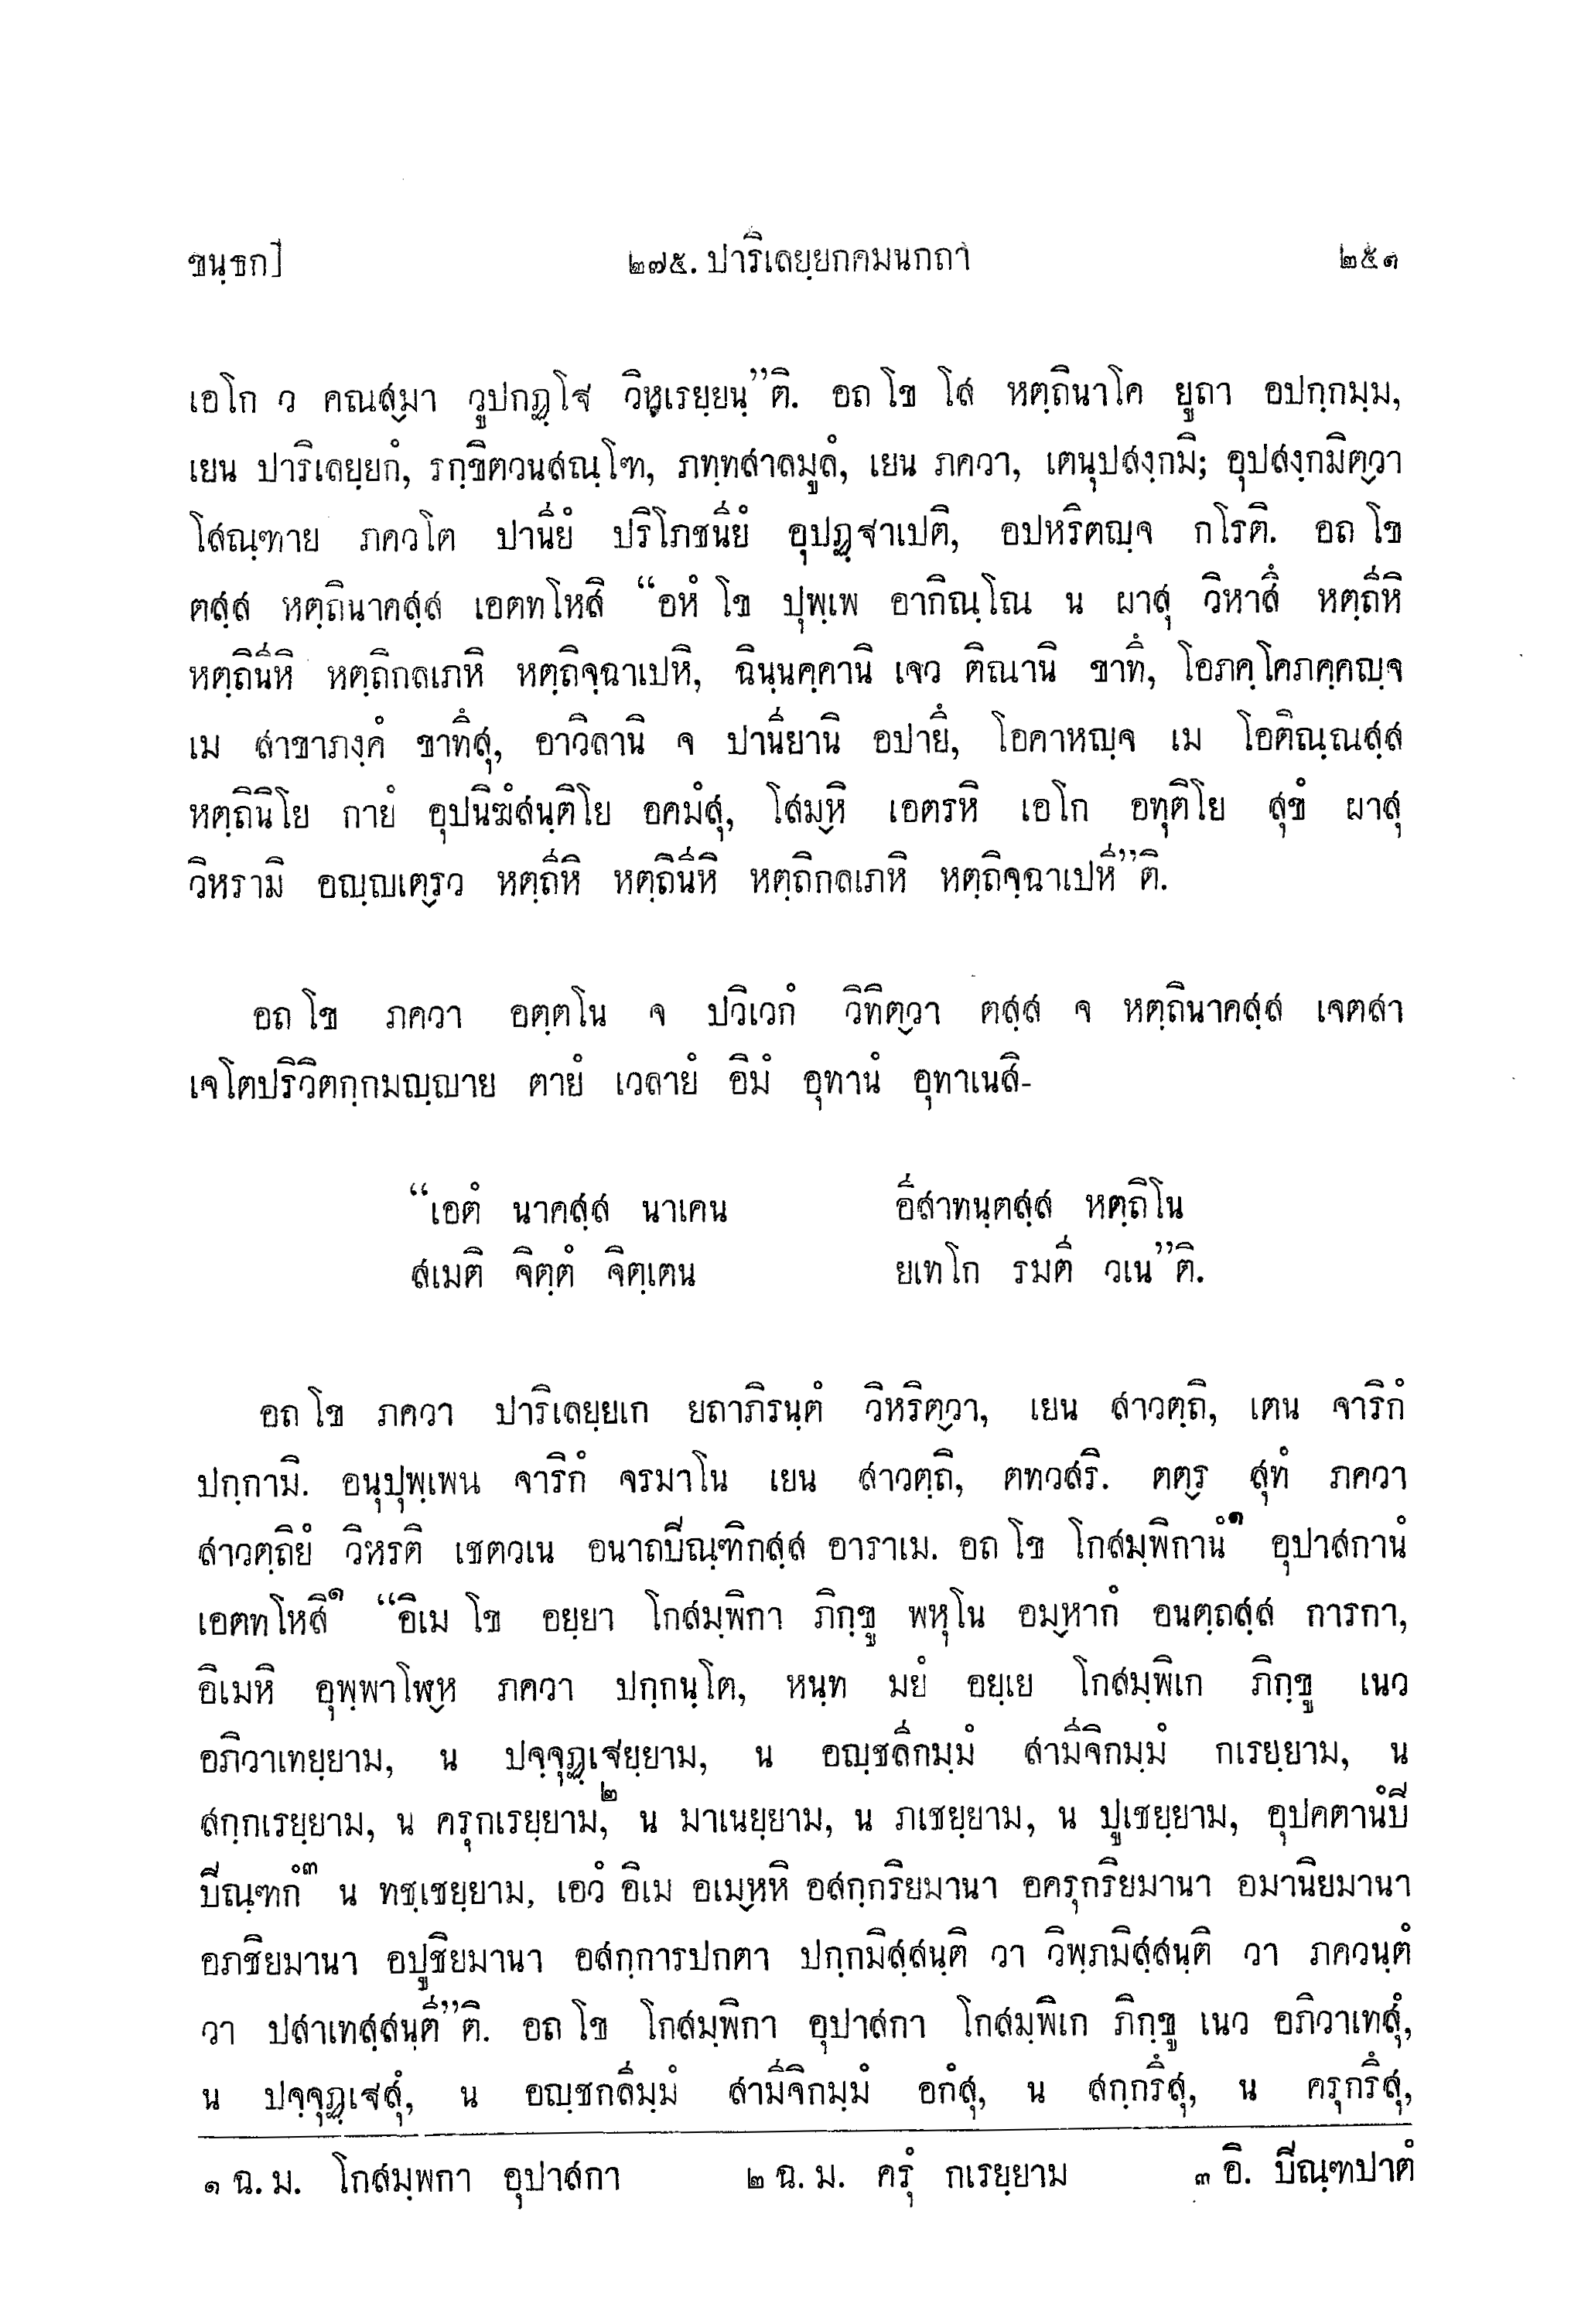 ขนฺธก]
๒๗๕. ปาริเลยฺยกคมนกถา
๒๕๑
เอโก ว คณสฺมา วูปกฏฺโฐ วิหเรยฺยนฺ”ติ. อถ โข โส หตฺถินาโค ยูถา อปกฺกมฺม,
เยน ปาริเลยฺยกํ, รกฺขิตวนสณฺโฑ, ภทฺทสาลมูลํ, เยน ภควา, เตนุปสงฺกมิ; อุปสงฺกมิตฺวา
โสณฺฑาย ภควโต ปานียํ ปริโภชนียํ อุปฏฺฐาเปติ, อปหริตญฺจ กโรติ. อถ โข
ตสฺส หตฺถินาคสฺส เอตทโหสิ “อหํ โข ปุพฺเพ อากิณฺโณ น ผาสุ วิหาสึ หตฺถีหิ
หตฺถินีหิ หตฺถิกลเภหิ หตฺถิจฺฉาเปหิ, ฉินฺนคฺคานิ เจว ติณานิ ขาทึ, โอภคฺโคภคฺคญฺจ
เม สาขาภงฺคํ ขาทึสุ, อาวิลานิ จ ปานียานิ อปายึ, โอคาหญฺจ เม โอติณฺณสฺส
หตฺถินิโย กายํ อุปนิฆํสนฺติโย อคมํสุ, โสมฺหิ เอตรหิ เอโก อทุติโย สุขํ ผาสุ
วิหรามิ อญฺญเตฺรว หตฺถีหิ หตฺถินีหิ หตฺถิกลเภหิ หตฺถิจฺฉาเปหี”ติ.
อถ โข ภควา อตฺตโน จ ปวิเวกํ วิทิตฺวา ตสฺส จ หตฺถินาคสฺส เจตสา
เจโตปริวิตกฺกมญฺญาย ตายํ เวลายํ อิมํ อุทานํ อุทาเนสิ-
“เอตํ นาคสฺส นาเคน อีสาทนฺตสฺส หตฺถิโน
สเมติ จิตฺตํ จิตฺเตน ยเทโก รมตี วเน”ติ.
อถ โข ภควา ปาริเลยฺยเก ยถาภิรนฺตํ วิหริตฺวา, เยน สาวตฺถิ, เตน จาริกํ
ปกฺกามิ. อนุปุพฺเพน จาริกํ จรมาโน เยน สาวตฺถิ, ตทวสริ. ตตฺร สุทํ ภควา
สาวตฺถิยํ วิหรติ เชตวเน อนาถปิณฺฑิกสฺส อาราเม. อถ โข โกสมฺพิกานํ๑ อุปาสกานํ
เอตทโหสิ๑ “อิเม โข อยฺยา โกสมฺพิกา ภิกฺขู พหุโน อมฺหากํ อนตฺถสฺส การกา,
อิเมหิ อุพฺพาโฬฺห ภควา ปกฺกนฺโต, หนฺท มยํ อยฺเย โกสมฺพิเก ภิกฺขู เนว
อภิวาเทยฺยาม, น ปจฺจุฏฺเฐยฺยาม, น อญฺชลีกมฺมํ สามีจิกมฺมํ กเรยฺยาม, น
สกฺกเรยฺยาม, น ครุกเรยฺยาม,๒ น มาเนยฺยาม, น ภเชยฺยาม, น ปูเชยฺยาม, อุปคตานํปิ
ปิณฺฑกํ๓ น ทชฺเชยฺยาม, เอวํ อิเม อเมฺหหิ อสกฺกริยมานา อครุกริยมานา อมานิยมานา
อภชิยมานา อปูชิยมานา อสกฺการปกตา ปกฺกมิสฺสนฺติ วา วิพฺภมิสฺสนฺติ วา ภควนฺตํ
วา ปสาเทสฺสนฺตี”ติ. อถ โข โกสมฺพิกา อุปาสกา โกสมฺพิเก ภิกฺขู เนว อภิวาเทสุํ,
น ปจฺจุฏฺเฐสุํ, น อญฺชกลีมฺมํ สามีจิกมฺมํ อกํสุ, น สกฺกรึสุ, น ครุกรึสุ,
๑ ฉ. ม. โกสมฺพกา อุปาสกา ๒ ฉ. ม. ครุํ กเรยฺยาม ๓ อิ. ปิณฺฑปาตํ